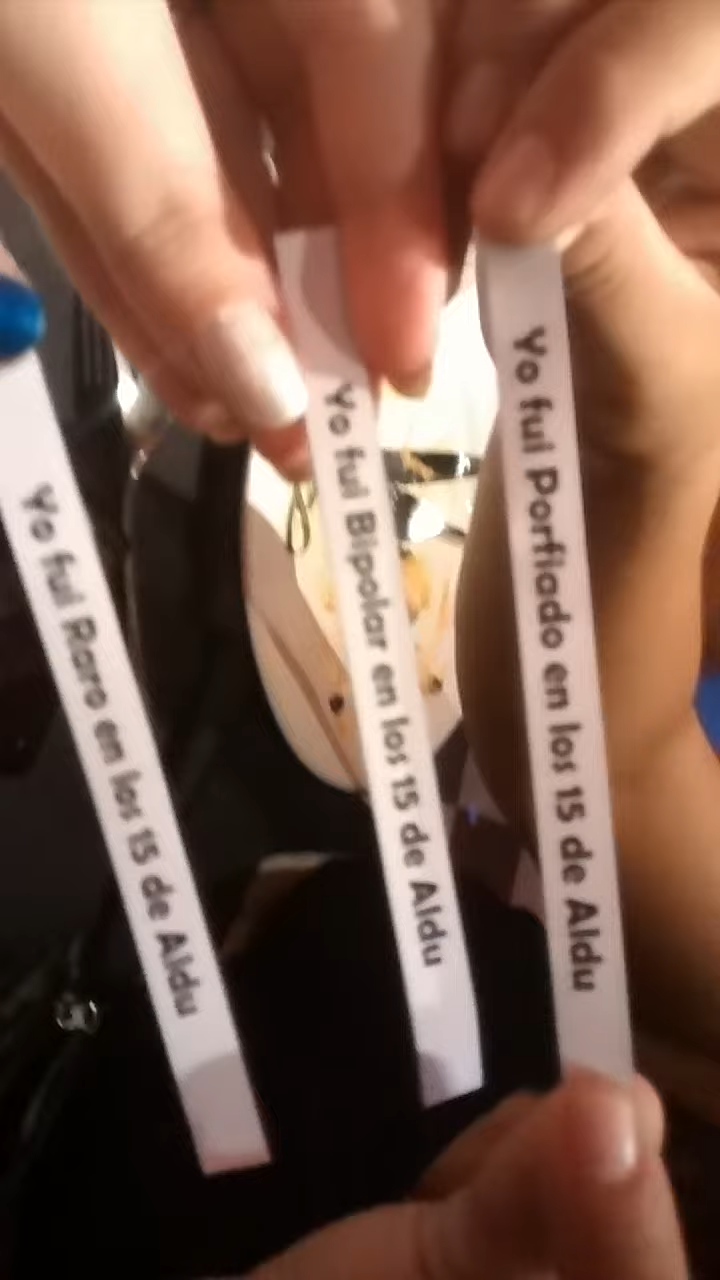 Yo fui Raro en los 15 de Aldu
Yo fui Bipolar en los 15 de Aldu
Yo fui Porfiado en los 15 de Aldu